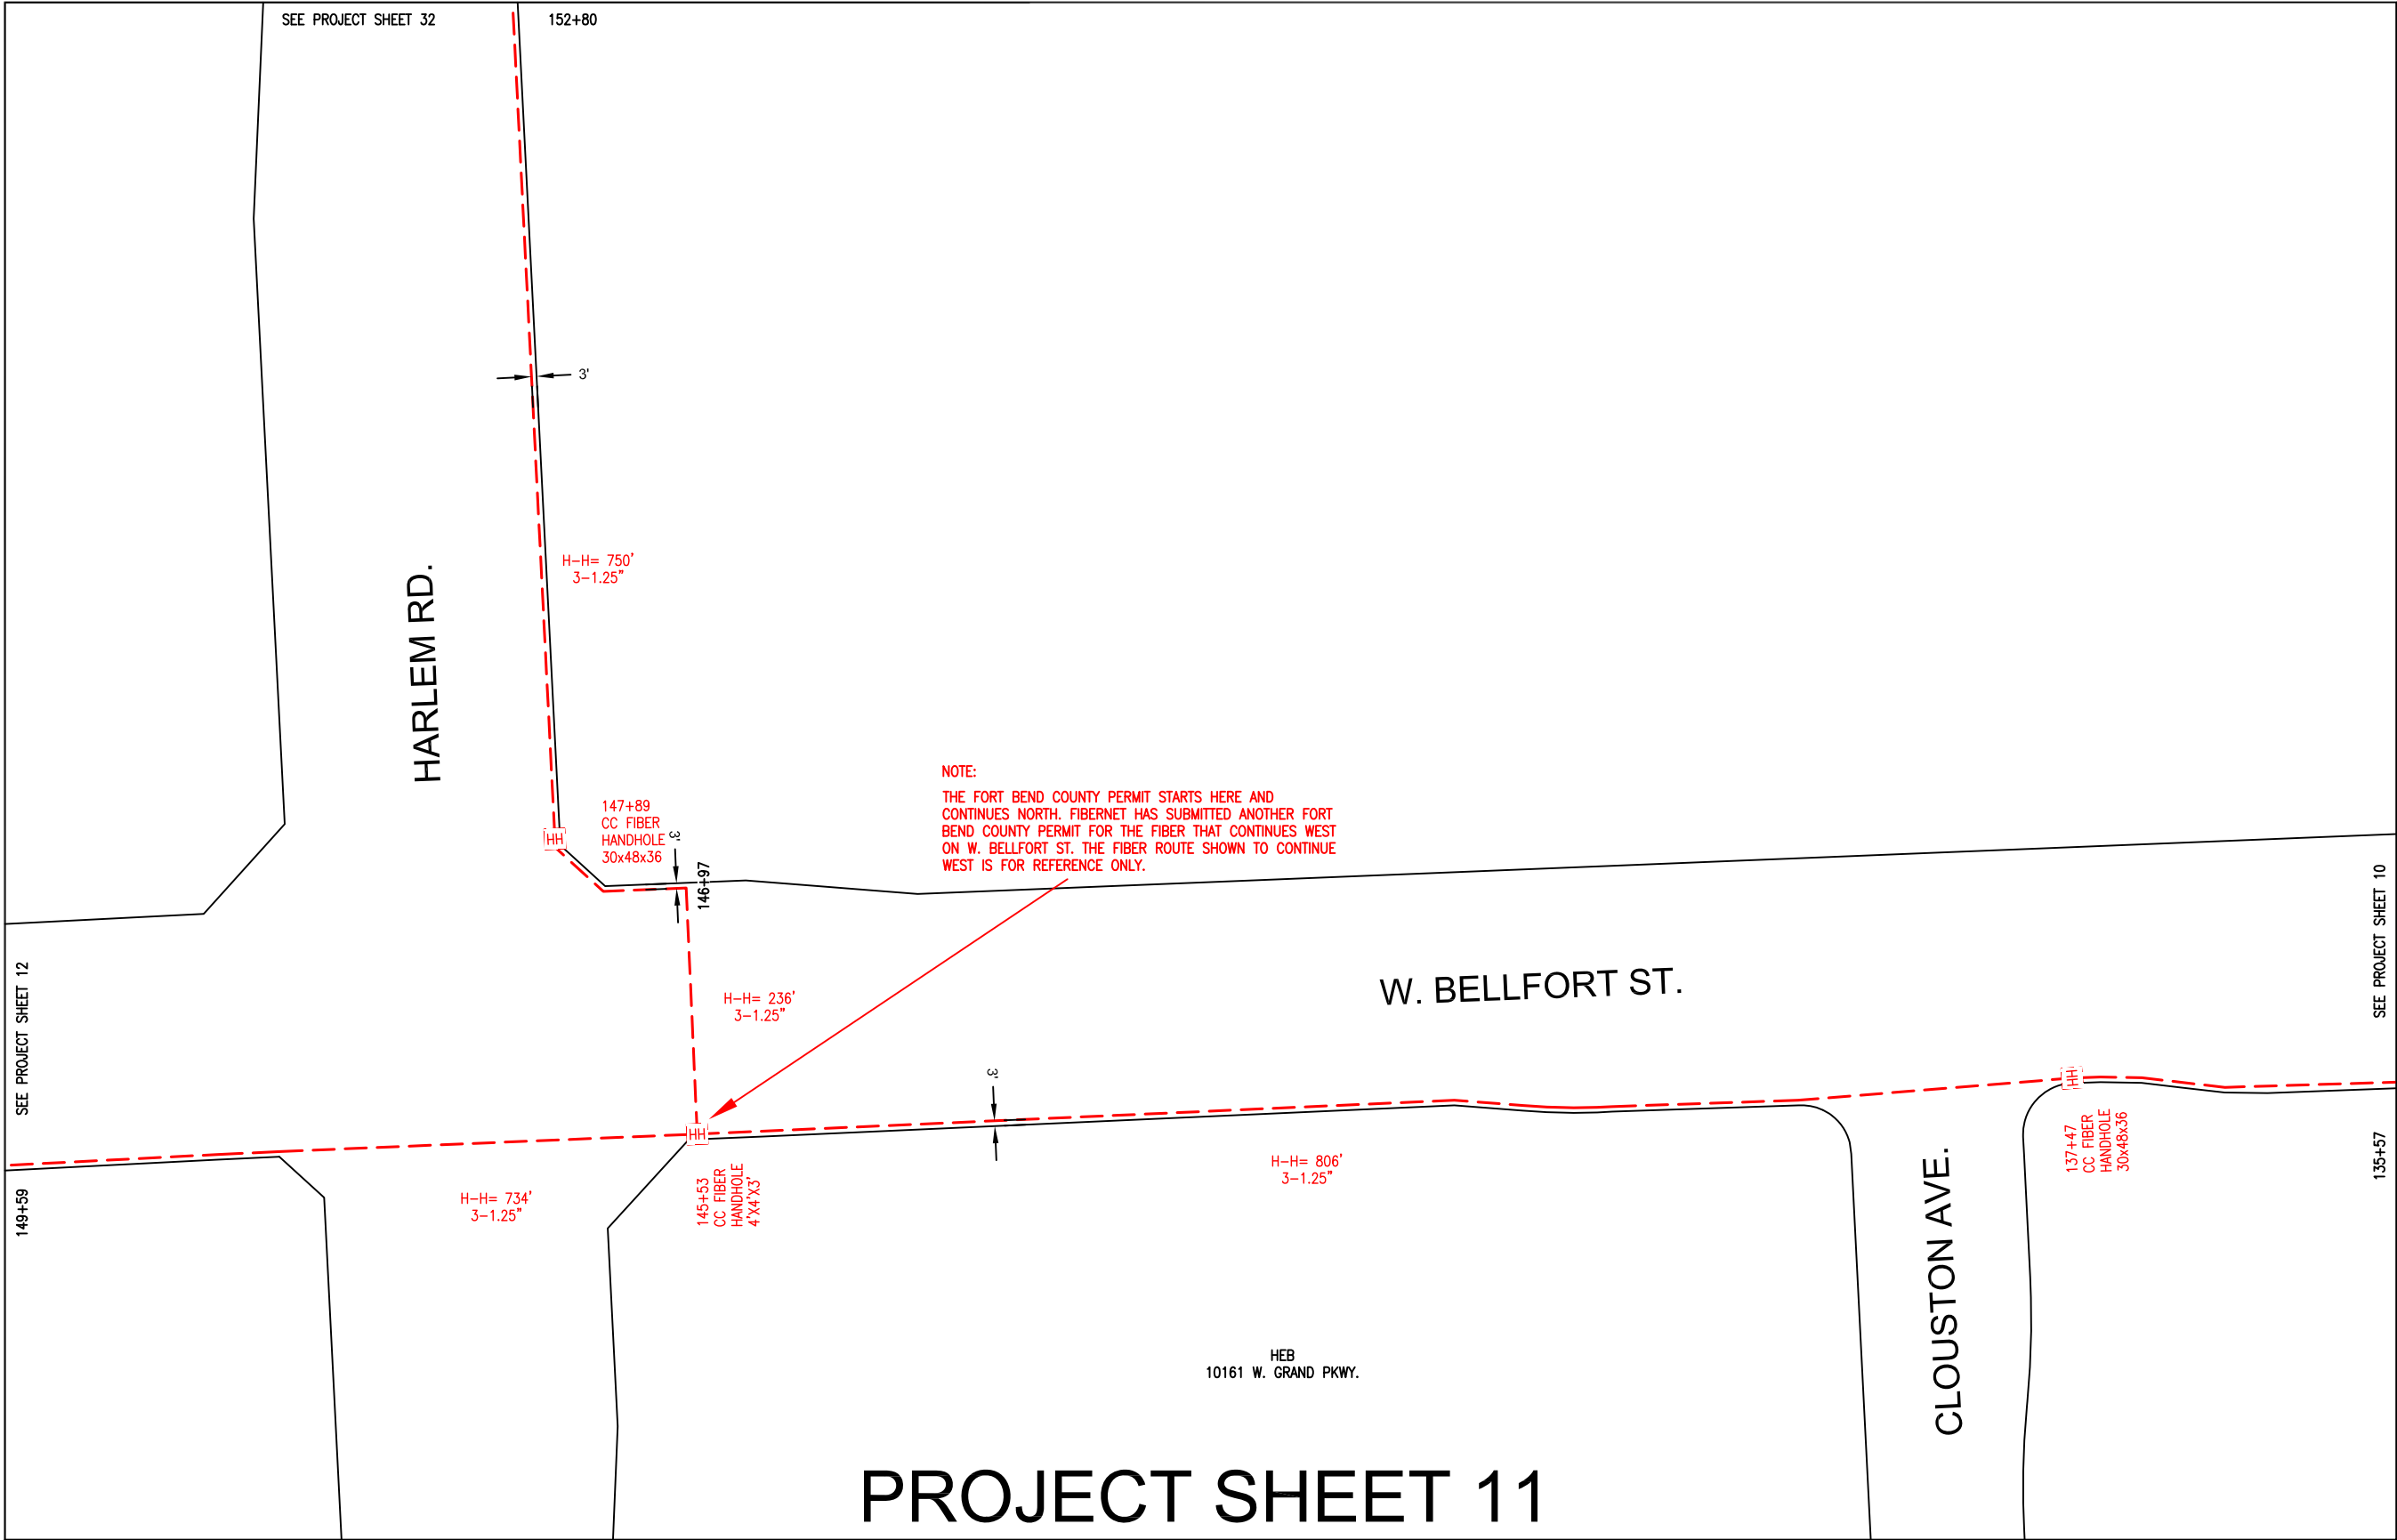 SEE PROJECT SHEET 32
152+80
3'
H-H= 750'
3-1.25"
HARLEM RD.
147+89
CC FIBER
HANDHOLE
30x48x36
HH
3'
146+97
NOTE:
THE FORT BEND COUNTY PERMIT STARTS HERE AND
CONTINUES NORTH. FIBERNET HAS SUBMITTED ANOTHER FORT
BEND COUNTY PERMIT FOR THE FIBER THAT CONTINUES WEST
ON W. BELLFORT ST. THE FIBER ROUTE SHOWN TO CONTINUE
WEST IS FOR REFERENCE ONLY.
SEE PROJECT SHEET 10
SEE PROJECT SHEET 12
W. BELLFORT ST.
H-H= 236'
3-1.25"
3'
HH
HH
137+47
CC FIBER
HANDHOLE
30x48x36
135+57
149+59
H-H= 734'
3-1.25"
145+53
CC FIBER
HANDHOLE
4'X4'X3'
H-H= 806'
3-1.25"
CLOUSTON AVE.
HEB
10161 W. GRAND PKWY.
PROJECT SHEET 11